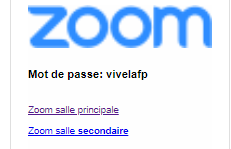 zoom
Mot de passe: vivelafp
Zoom salle principale
Zoom salle secondaire